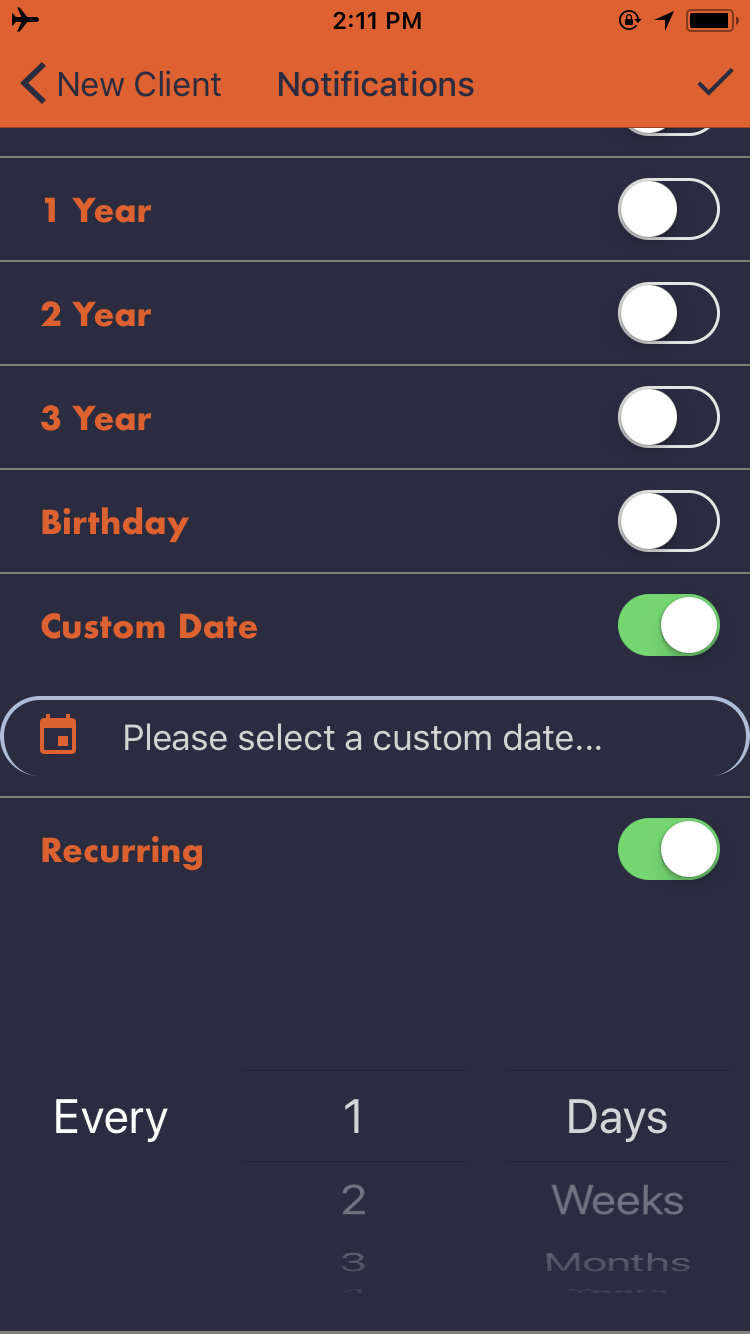 2:11 PM
New Client
Notifications
1 Year
2 Year
3 Year
Birthday
Custom Date
Please select a custom date...
Recurring
Every 1 Days
2 Weeks
3 Months